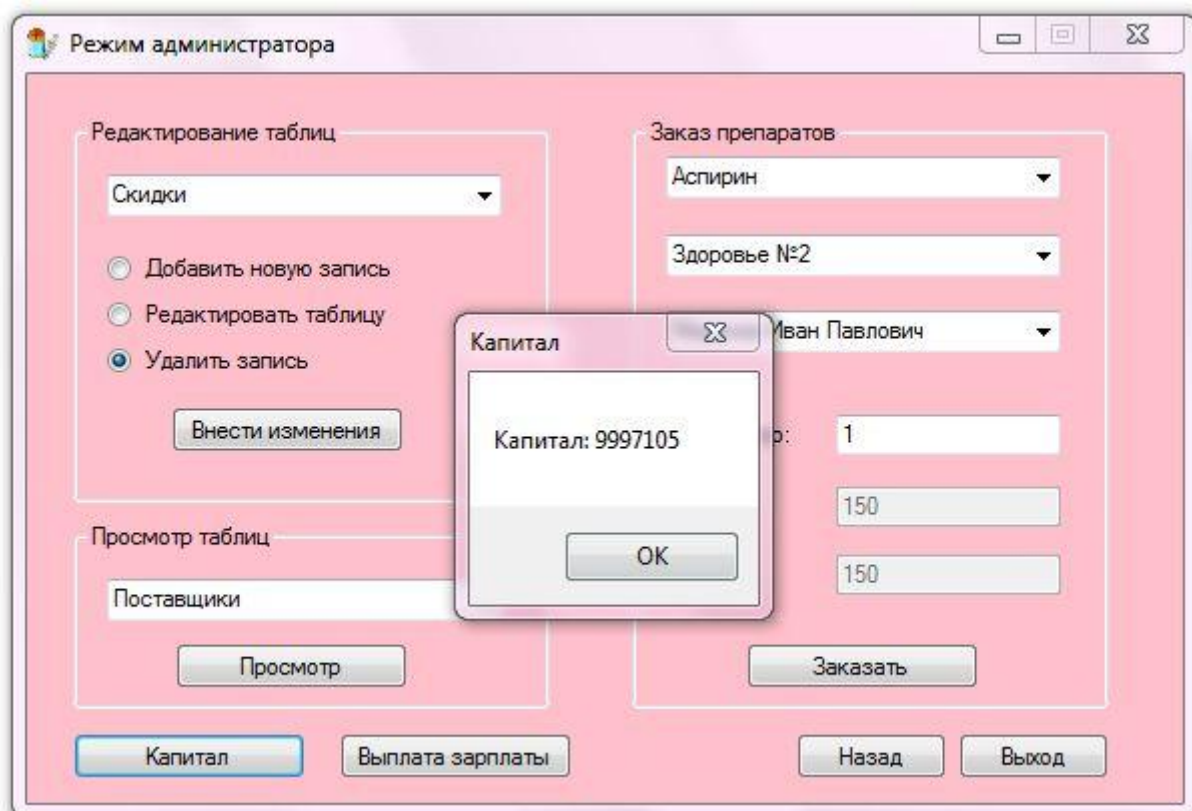 Режим администратора
Редактирование таблиц
Скидки
Добавить новую запись
Редактировать таблицу
Удалить запись
Внести изменения
Просмотр таблиц
Поставщики
Просмотр
Заказ препаратов
Аспирин
Здоровье №2
Иван Павлович
1
150
150
Заказать
Капитал
Капитал: 9997105
OK
Капитал
Выплата зарплаты
Назад
Выход